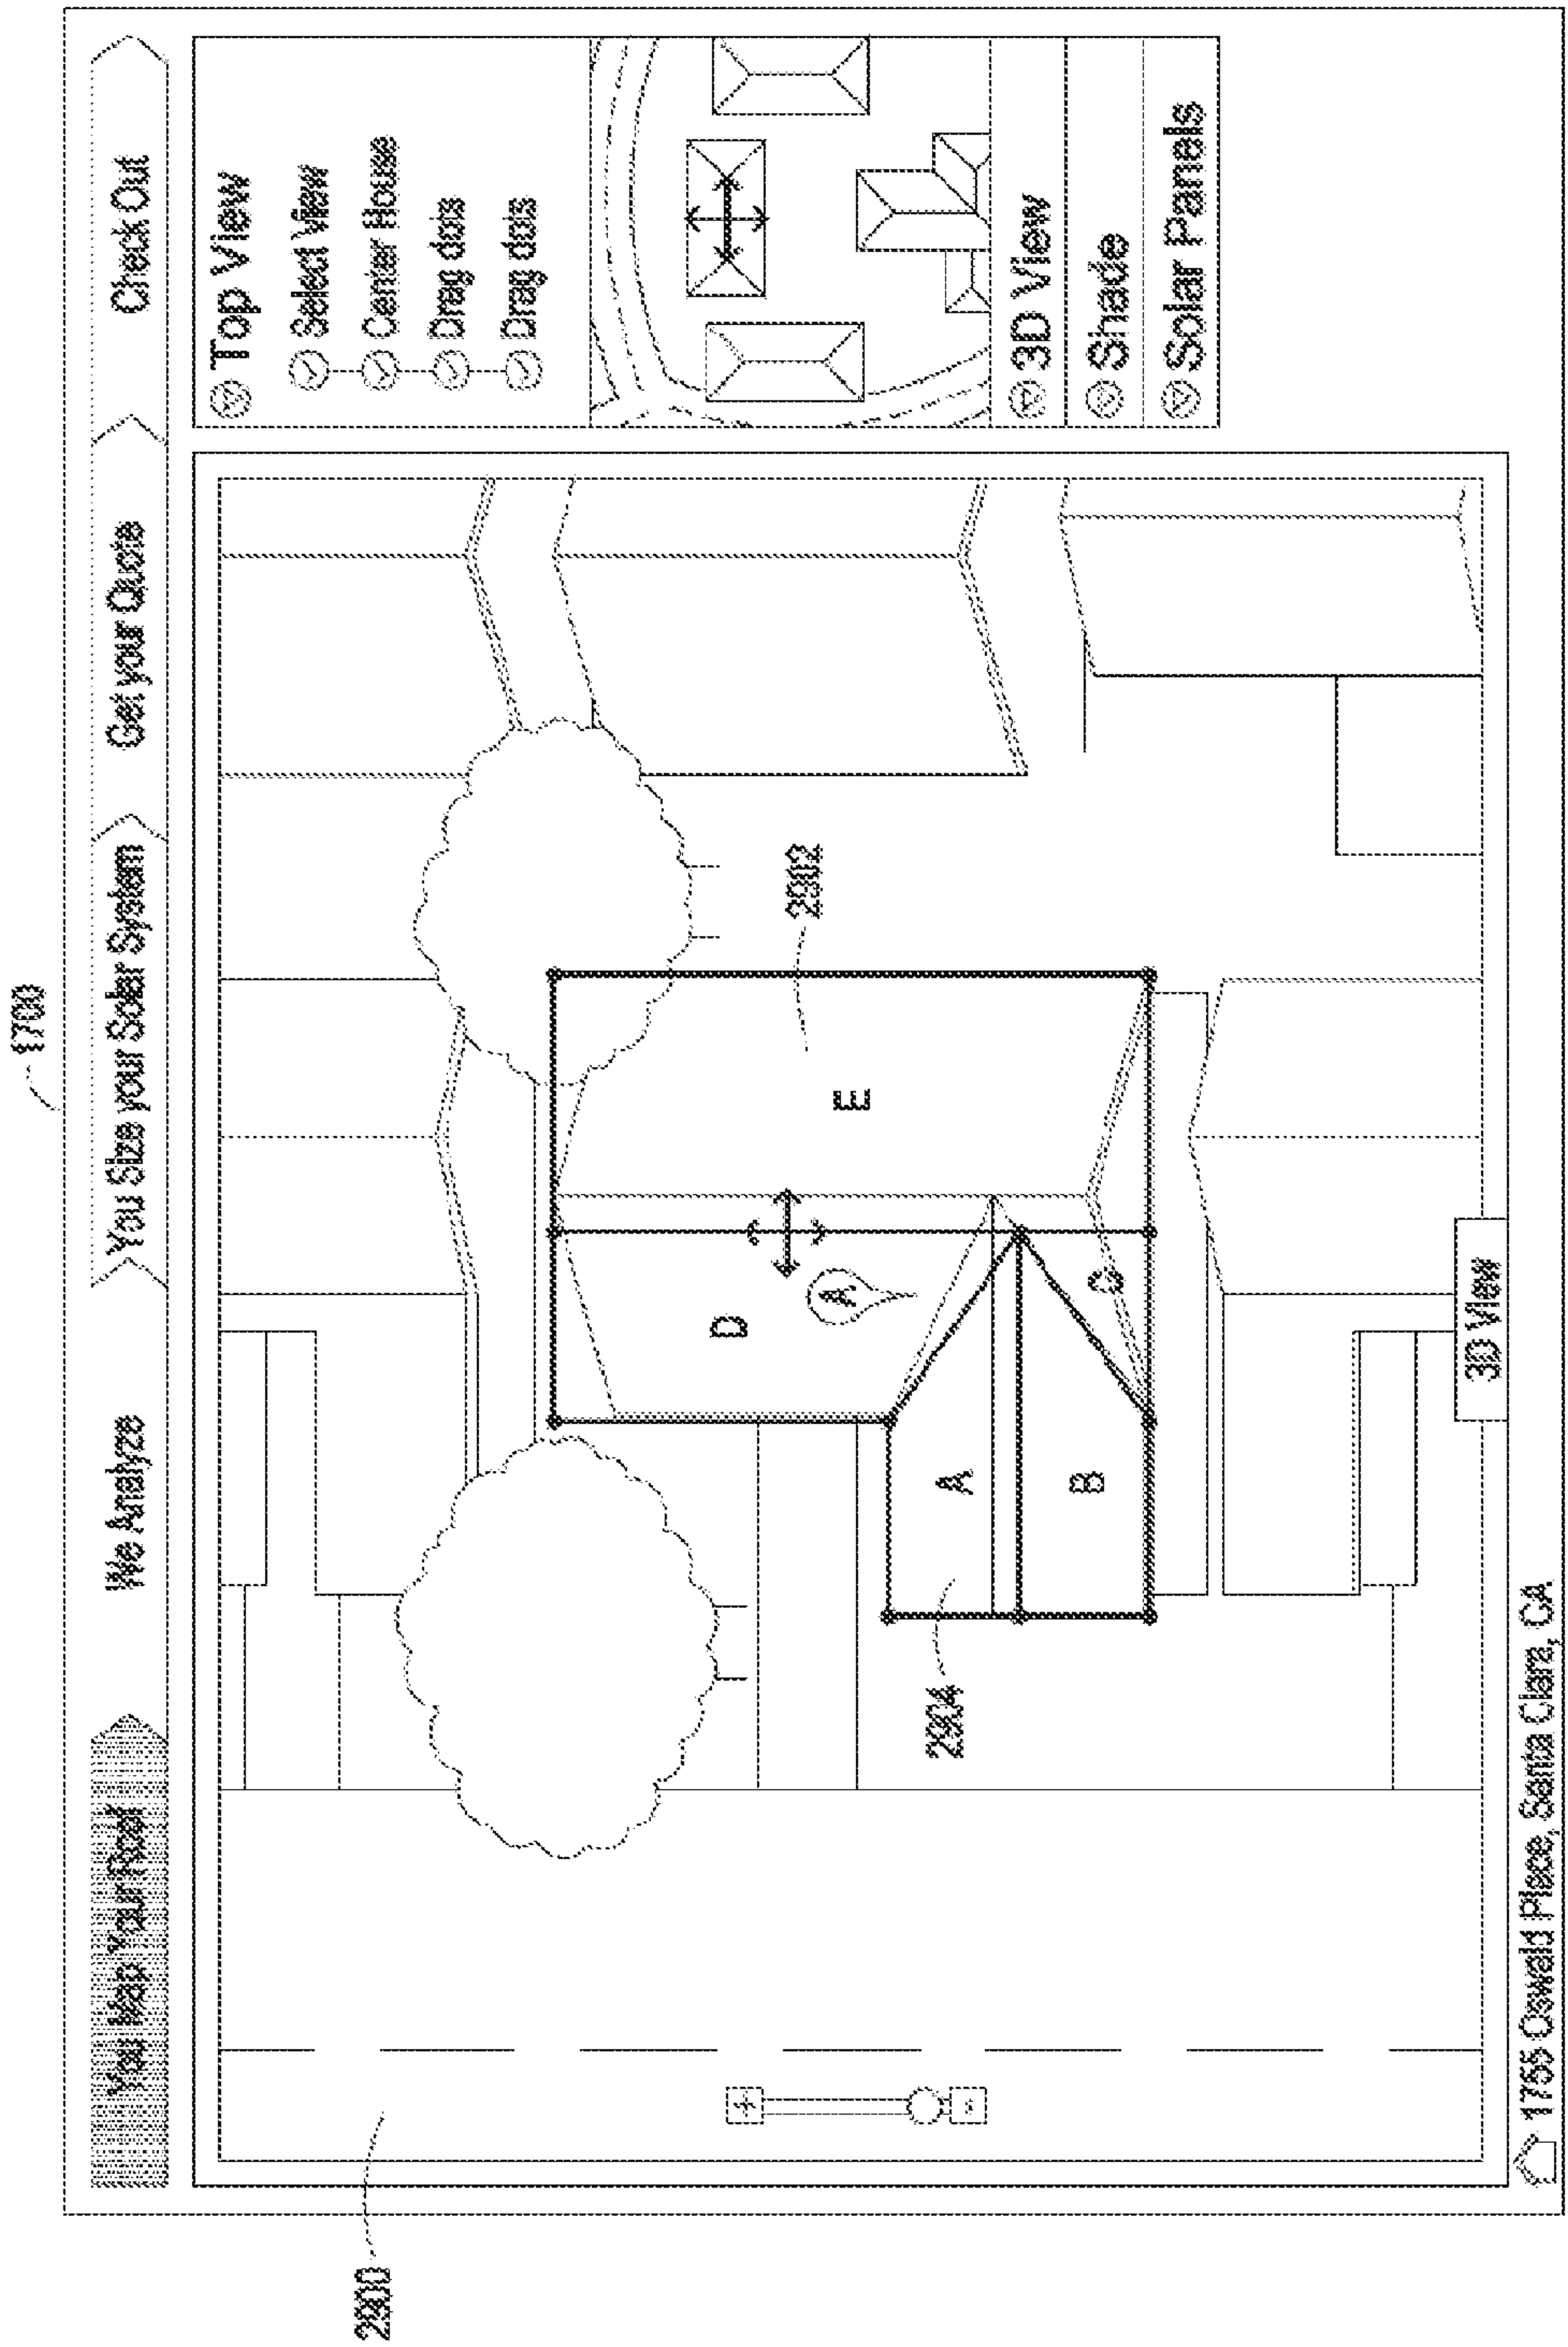 1700
You Map Your Roof
We Analyze
You Size your Solar System
Get your Quote
Check Out
Top View
Select View
Center House
Drag dots
Drag dots
3D View
Shade
Solar Panels
2900
+
-
2904
2902
A
D
E
A
B
C
3D View
1755 Oswald Place, Santa Clara, CA